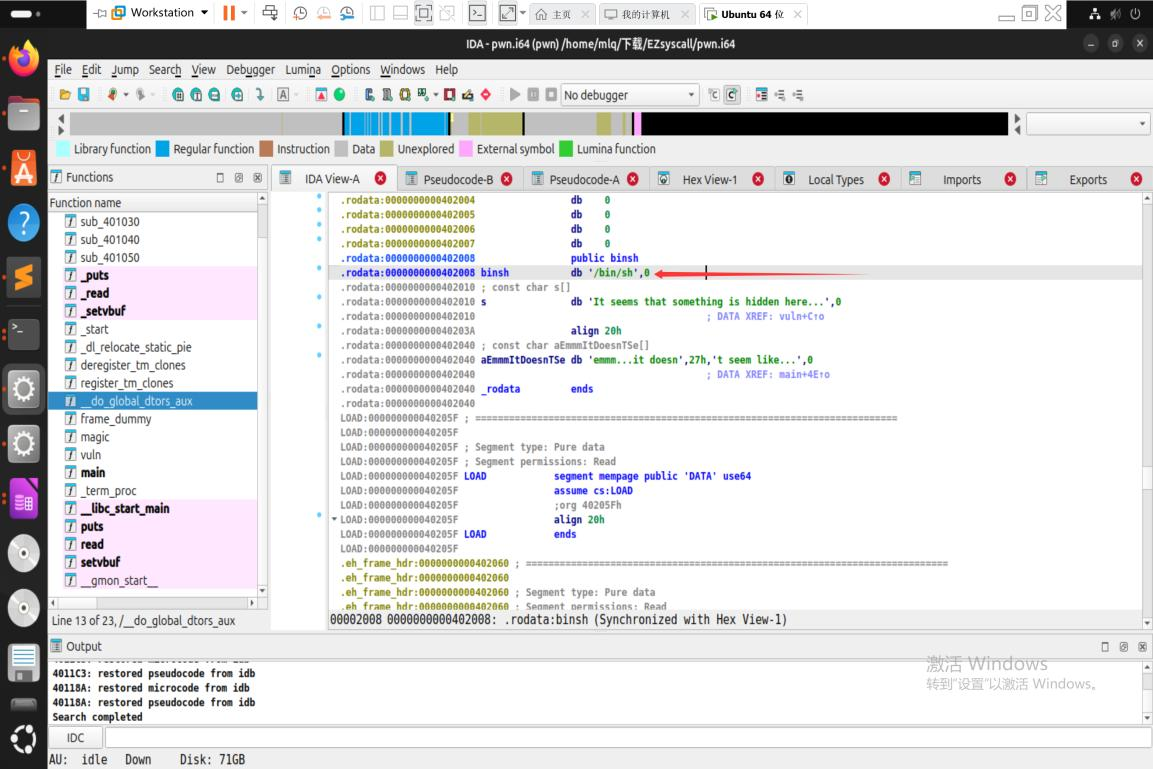 Workstation
主页
我的计算机
Ubuntu 64 位
IDA - pwn.i64 (pwn) /home/mlq/下载/EZsyscall/pwn.i64
File Edit Jump Search View Debugger Lumina Options Windows Help
No debugger
Library function Regular function Instruction Data Unexplored External symbol Lumina function
Functions
IDA View-A Pseudocode-B Pseudocode-A Hex View-1 Local Types Imports Exports
Function name
sub_401030
sub_401040
sub_401050
_puts
_read
_setvbuf
_start
_dl_relocate_static_pie
deregister_tm_clones
register_tm_clones
__do_global_dtors_aux
frame_dummy
magic
vuln
main
_term_proc
__libc_start_main
puts
read
setvbuf
__gmon_start__
Line 13 of 23, /__do_global_dtors_aux
.rodata:0000000000402004 db 0
.rodata:0000000000402005 db 0
.rodata:0000000000402006 db 0
.rodata:0000000000402007 db 0
.rodata:0000000000402008 public binsh
.rodata:0000000000402008 binsh db '/bin/sh',0
.rodata:0000000000402010 ; const char s[]
.rodata:0000000000402010 s db 'It seems that something is hidden here...',0
.rodata:0000000000402010 ; DATA XREF: vuln+C↑o
.rodata:000000000040203A align 20h
.rodata:0000000000402040 ; const char aEmmmItDoesnTSe[]
.rodata:0000000000402040 aEmmmItDoesnTSe db 'emmm...it doesn',27h,'t seem like...',0
.rodata:0000000000402040 ; DATA XREF: main+4E↑o
.rodata:0000000000402040 _rodata ends
.rodata:0000000000402040
LOAD:000000000040205F ; ===========================================================================
LOAD:000000000040205F
LOAD:000000000040205F ; Segment type: Pure data
LOAD:000000000040205F ; Segment permissions: Read
LOAD:000000000040205F LOAD segment mempage public 'DATA' use64
LOAD:000000000040205F assume cs:LOAD
LOAD:000000000040205F ;org 40205Fh
LOAD:000000000040205F align 20h
LOAD:000000000040205F LOAD ends
LOAD:000000000040205F
.eh_frame_hdr:0000000000402060 ; ===========================================================================
.eh_frame_hdr:0000000000402060
.eh_frame_hdr:0000000000402060 ; Segment type: Pure data
.eh_frame_hdr:0000000000402060 ; Segment permissions: Read
00002008 0000000000402008: .rodata:binsh (Synchronized with Hex View-1)
Output
4011C3: restored pseudocode from idb
40118A: restored microcode from idb
40118A: restored pseudocode from idb
Search completed
IDC
AU: idle Down Disk: 71GB
激活 Windows
转到"设置"以激活 Windows。